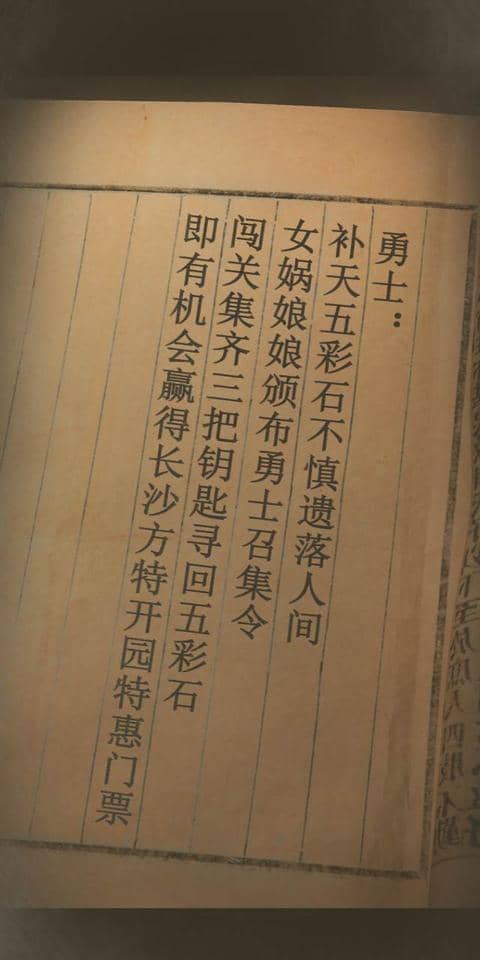 勇士：
补天五彩石不慎遗落人间
女娲娘娘颁布勇士召集令
闯关集齐三把钥匙寻回五彩石
即有机会赢得长沙方特开园特惠门票